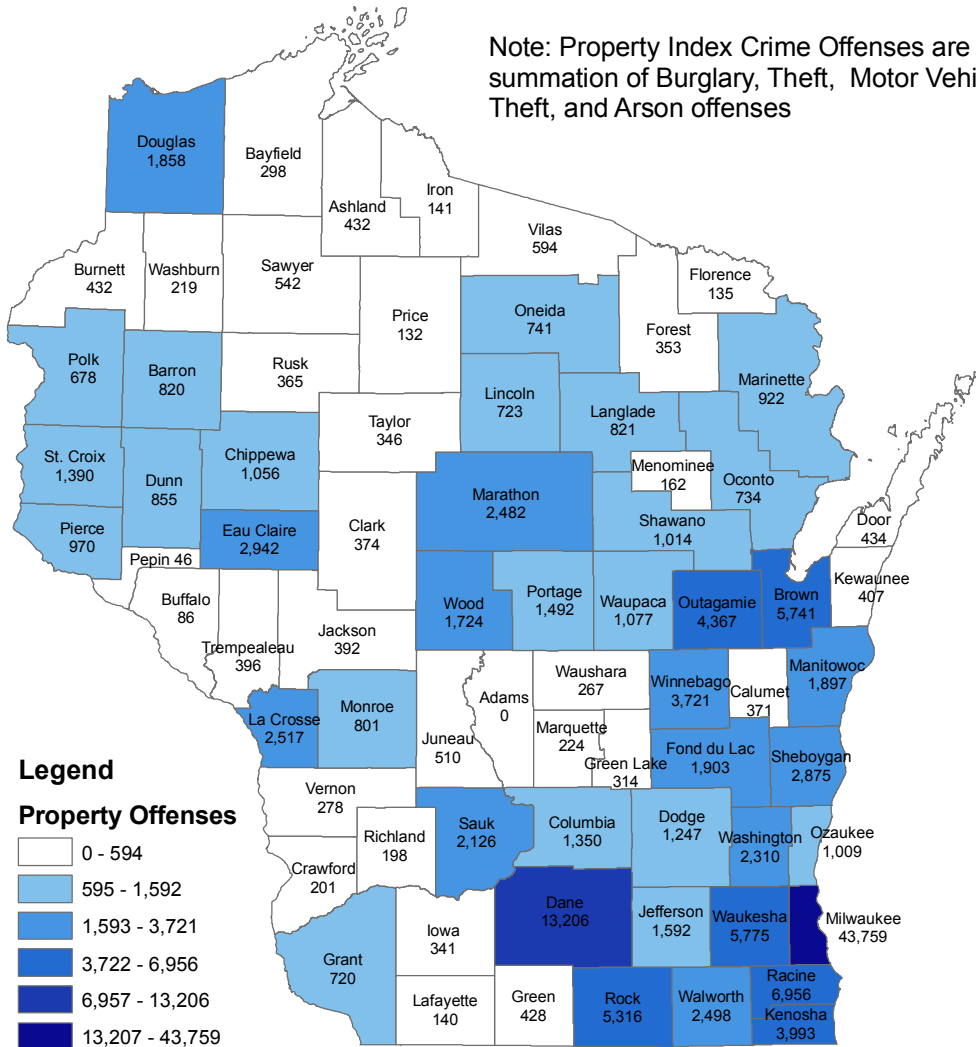 Note: Property Index Crime Offenses are
summation of Burglary, Theft, Motor Vehi
Theft, and Arson offenses
Douglas
1,858
Bayfield
298
Ashland
432
Iron
141
Vilas
594
Florence
135
Burnett
432
Washburn
219
Sawyer
542
Price
132
Oneida
741
Forest
353
Marinette
922
Polk
678
Barron
820
Rusk
365
Lincoln
723
Langlade
821
Taylor
346
St. Croix
1,390
Dunn
855
Chippewa
1,056
Marathon
2,482
Menominee
162
Oconto
734
Shawano
1,014
Pierce
970
Pepin 46
Eau Claire
2,942
Clark
374
Door
434
Kewaunee
407
Buffalo
86
Trempealeau
396
Jackson
392
Wood
1,724
Portage
1,492
Waupaca
1,077
Outagamie
4,367
Brown
5,741
La Crosse
2,517
Monroe
801
Juneau
510
Adams
0
Waushara
267
Marquette
224
Green Lake
314
Winnebago
3,721
Calumet
371
Manitowoc
1,897
Fond du Lac
1,903
Sheboygan
2,875
Vernon
278
Richland
198
Crawford
201
Sauk
2,126
Columbia
1,350
Dodge
1,247
Washington
2,310
Ozaukee
1,009
Grant
720
Iowa
341
Lafayette
140
Green
428
Dane
13,206
Jefferson
1,592
Waukesha
5,775
Milwaukee
43,759
Rock
5,316
Walworth
2,498
Racine
6,956
Kenosha
3,993
Legend
Property Offenses
0 - 594
595 - 1,592
1,593 - 3,721
3,722 - 6,956
6,957 - 13,206
13,207 - 43,759